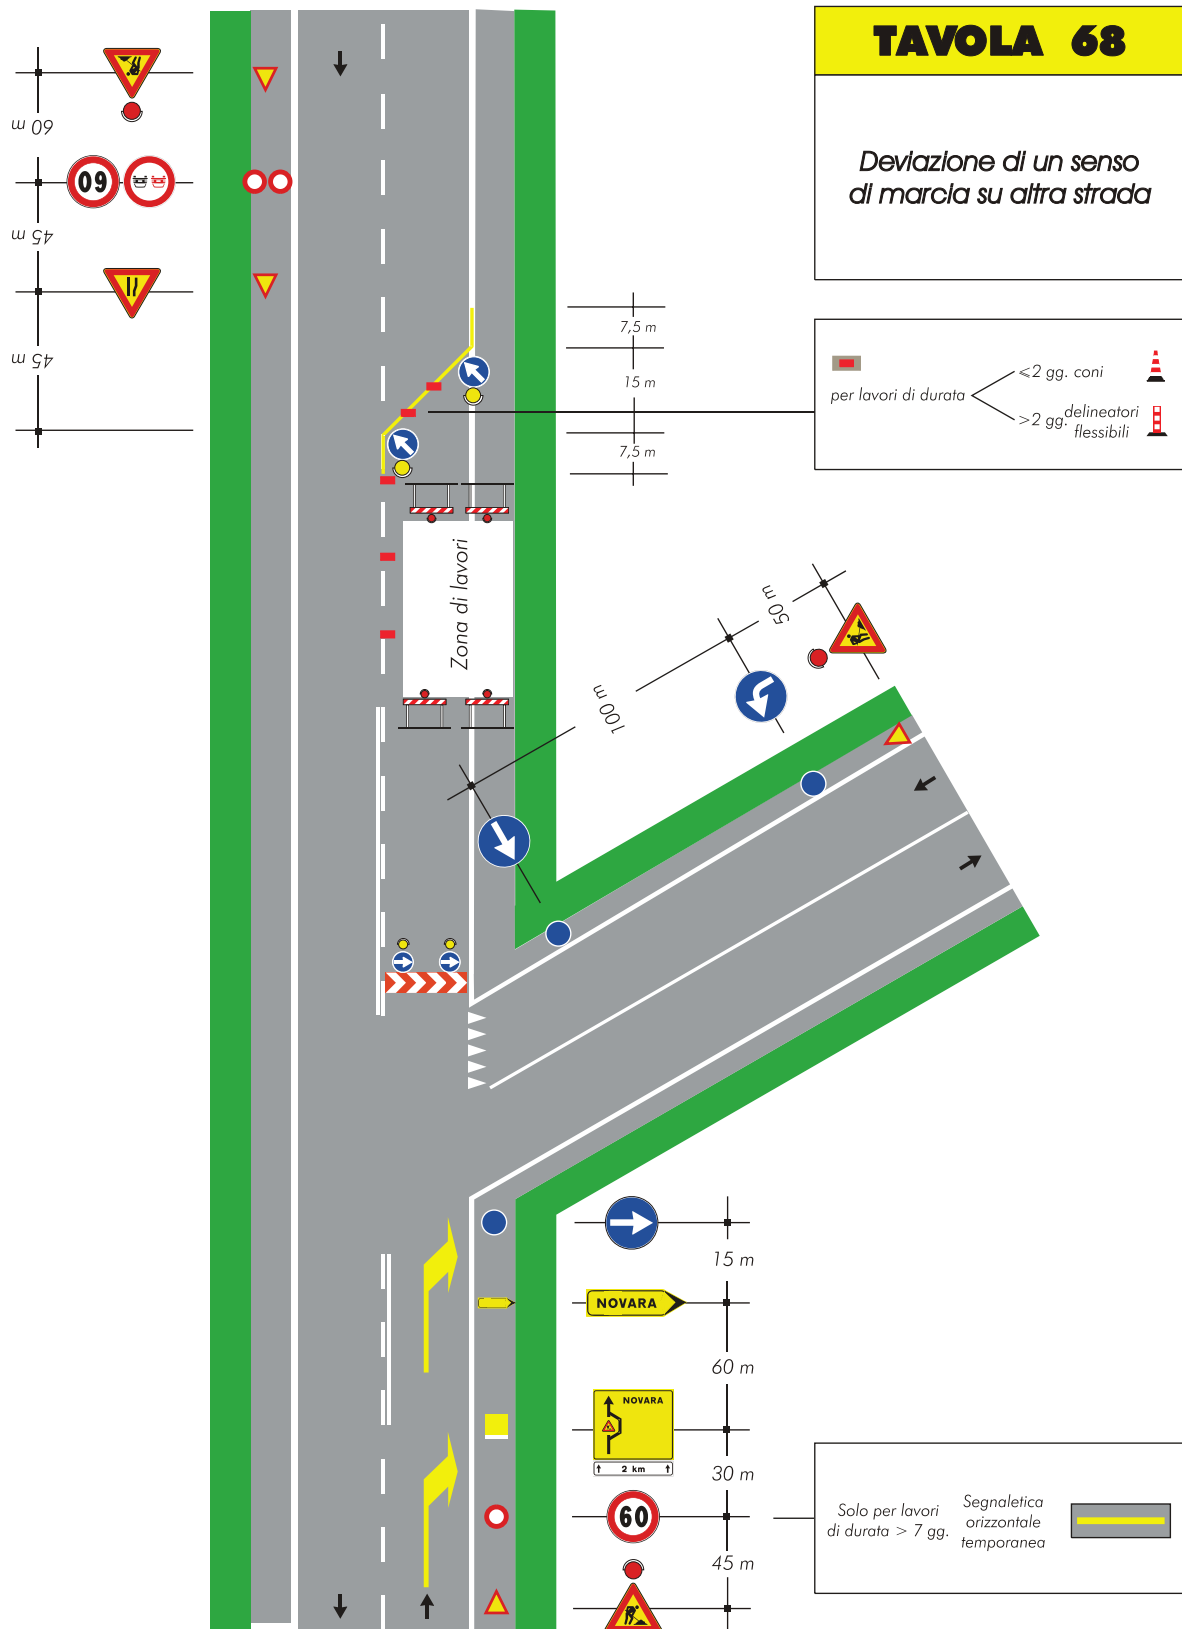 TAVOLA 68
Deviazione di un senso
di marcia su altra strada
60 m
60
45 m
45 m
7,5 m
15 m
7,5 m
per lavori di durata
⩽2 gg. coni
>2 gg. delineatori
flessibili
Zona di lavori
50 m
100 m
15 m
NOVARA
60 m
NOVARA
2 km
30 m
60
45 m
Solo per lavori
di durata > 7 gg.
Segnaletica
orizzontale
temporanea